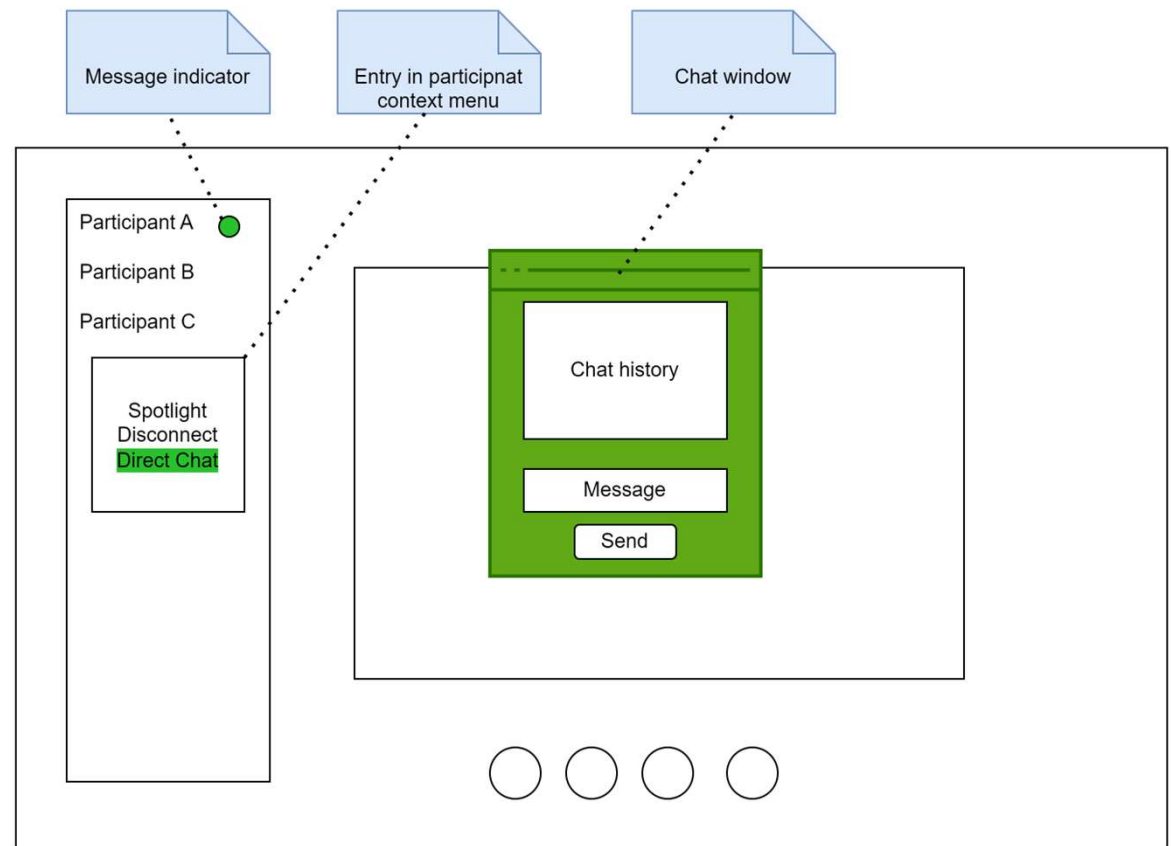 Message indicator
Entry in participnat
context menu
Chat window
Participant A
Participant B
Participant C
Spotlight
Disconnect
Direct Chat
Chat history
Message
Send